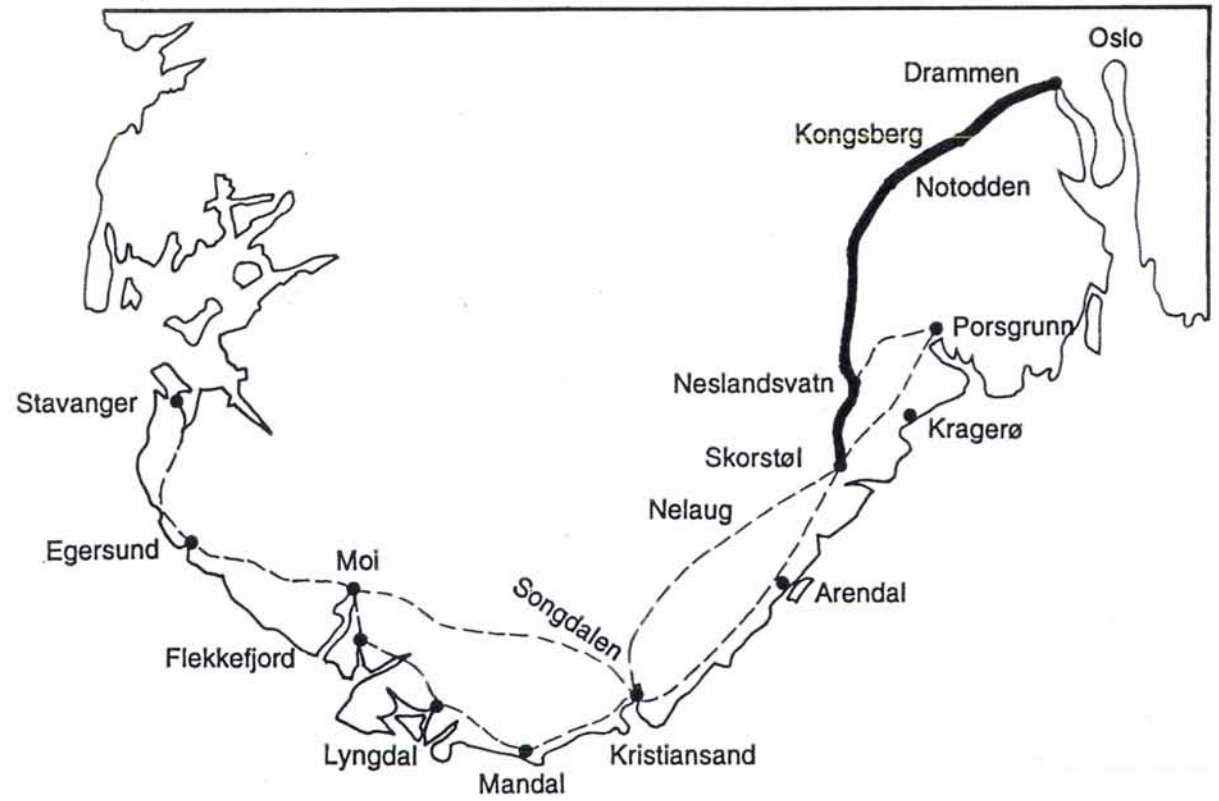 Oslo
Drammen
Kongsberg
Notodden
Porsgrunn
Neslandsvatn
Stavanger
Kragerø
Skorstøl
Nelaug
Egersund
Moi
Songdalen
Arendal
Flekkefjord
Lyngdal
Kristiansand
Mandal